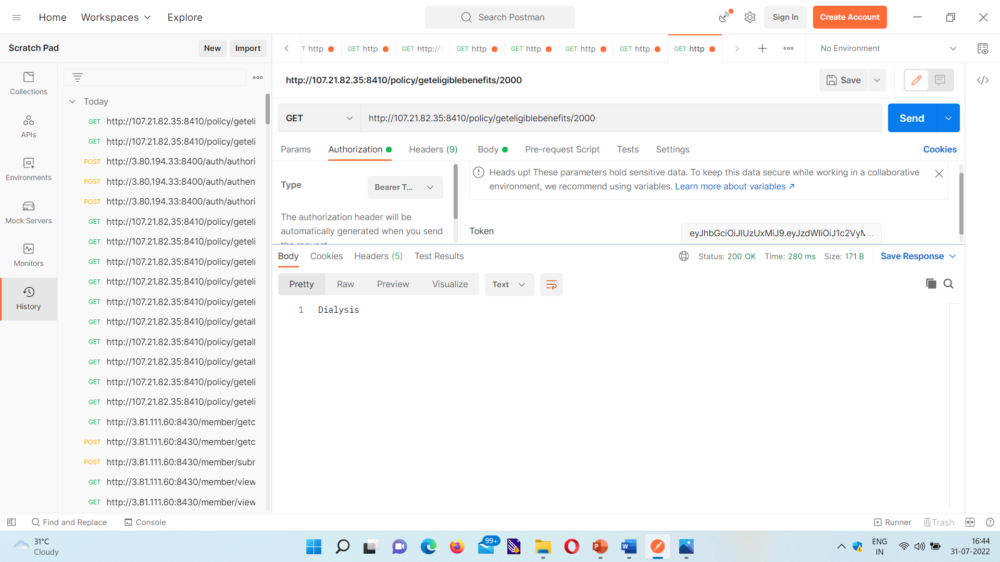 Home Workspaces Explore Search Postman Sign In Create Account
Scratch Pad New Import T http GET http GET http://1 GET http GET http GET http GET http GET http No Environment
http://107.21.82.35:8410/policy/geteligiblebenefits/2000 Save
Collections
APIs
Environments
Mock Servers
Monitors
History
Today
GET http://107.21.82.35:8410/policy/geteli
GET http://107.21.82.35:8410/policy/geteli
POST http://3.80.194.33:8400/auth/authori
POST http://3.80.194.33:8400/auth/authen
POST http://3.80.194.33:8400/auth/authori
GET http://107.21.82.35:8410/policy/geteli
GET http://107.21.82.35:8410/policy/geteli
GET http://107.21.82.35:8410/policy/geteli
GET http://107.21.82.35:8410/policy/geteli
GET http://107.21.82.35:8410/policy/geteli
GET http://107.21.82.35:8410/policy/getall
GET http://107.21.82.35:8410/policy/getall
GET http://107.21.82.35:8410/policy/getall
GET http://107.21.82.35:8410/policy/geteli
GET http://107.21.82.35:8410/policy/geteli
GET http://3.81.111.60:8430/member/getc
POST http://3.81.111.60:8430/member/getc
POST http://3.81.111.60:8430/member/subr
GET http://3.81.111.60:8430/member/view
GET http://3.81.111.60:8430/member/view
GET http://107.21.82.35:8410/policy/geteligiblebenefits/2000 Send
Params Authorization Headers (9) Body Pre-request Script Tests Settings Cookies
Type Bearer T...
The authorization header will be
automatically generated when you send
the request.
Heads up! These parameters hold sensitive data. To keep this data secure while working in a collaborative
environment, we recommend using variables. Learn more about variables ↗
Token eyJhbGciOiJIUzUxMiJ9.eyJzdWIiOiJ1c2VyM ...
Body Cookies Headers (5) Test Results Status: 200 OK Time: 280 ms Size: 171 B Save Response
Pretty Raw Preview Visualize Text
1 Dialysis
Find and Replace Console Runner Trash
31°C
Cloudy
99+
ENG
IN
16:44
31-07-2022